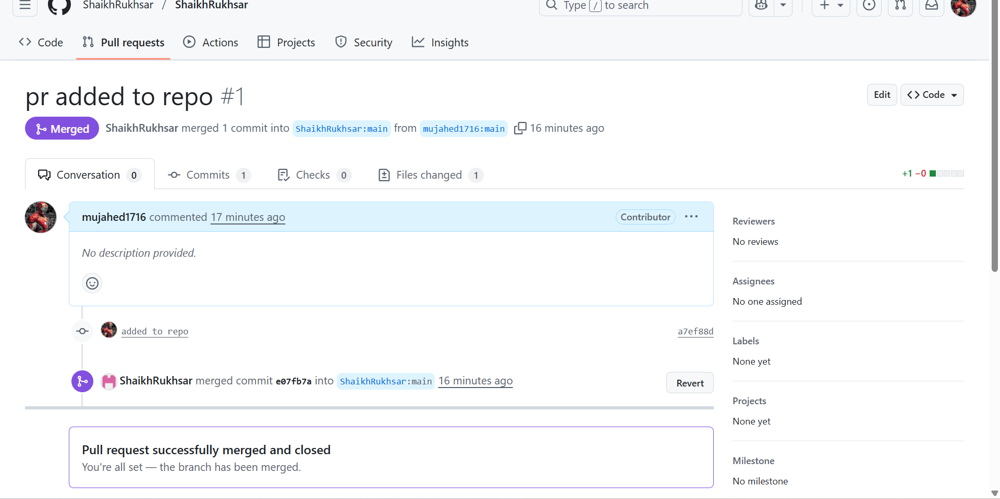 ShaikhRukhsar / ShaikhRukhsar Type / to search
Code Pull requests Actions Projects Security Insights
pr added to repo #1 Edit Code
Merged ShaikhRukhsar merged 1 commit into ShaikhRukhsar:main from mujahed1716:main 16 minutes ago
Conversation 0 Commits 1 Checks 0 Files changed 1 +1 −0
mujahed1716 commented 17 minutes ago Contributor
No description provided.
added to repo a7ef88d
ShaikhRukhsar merged commit e07fb7a into ShaikhRukhsar:main 16 minutes ago Revert
Pull request successfully merged and closed
You're all set — the branch has been merged.
Reviewers
No reviews
Assignees
No one assigned
Labels
None yet
Projects
None yet
Milestone
No milestone